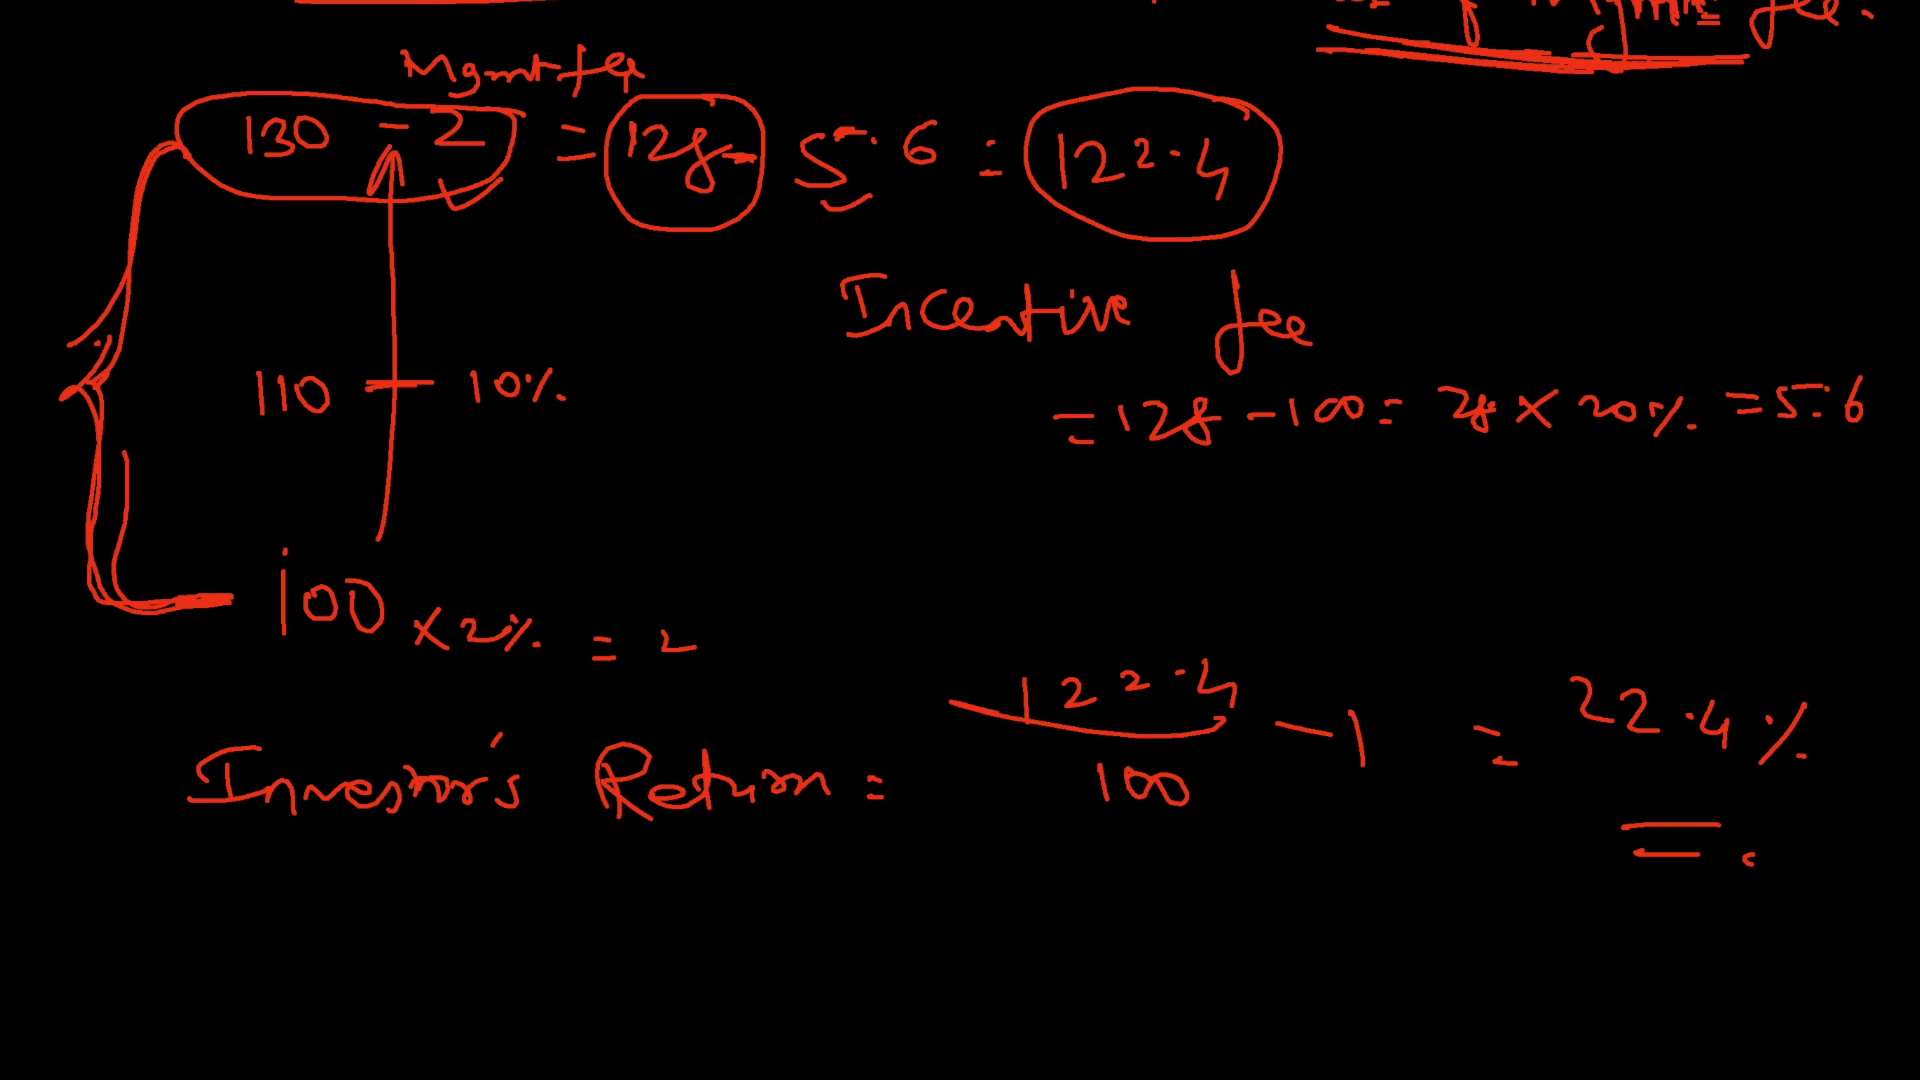 fee.
Mgmt fee
130 - 2 = 128 - 5.6 = 122.4
Incentive fee
110 10%.
= 128 - 100 = 28 × 20%. = 5.6
100 × 2%. = 2
Investor's Return = 122.4 / 100 - 1 = 22.4%.